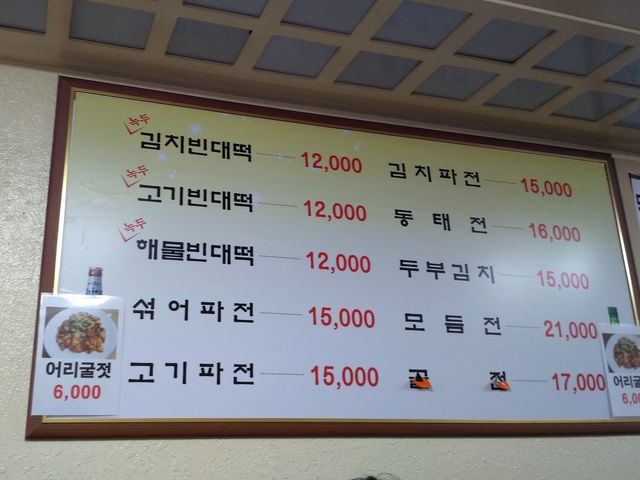 녹두
김치빈대떡 12,000
녹두
고기빈대떡 12,000
녹두
해물빈대떡 12,000
섞어파전 15,000
고기파전 15,000
김치파전 15,000
동태전 16,000
두부김치 15,000
모듬전 21,000
굴전 17,000
어리굴젓
6,000
어리굴
6,0